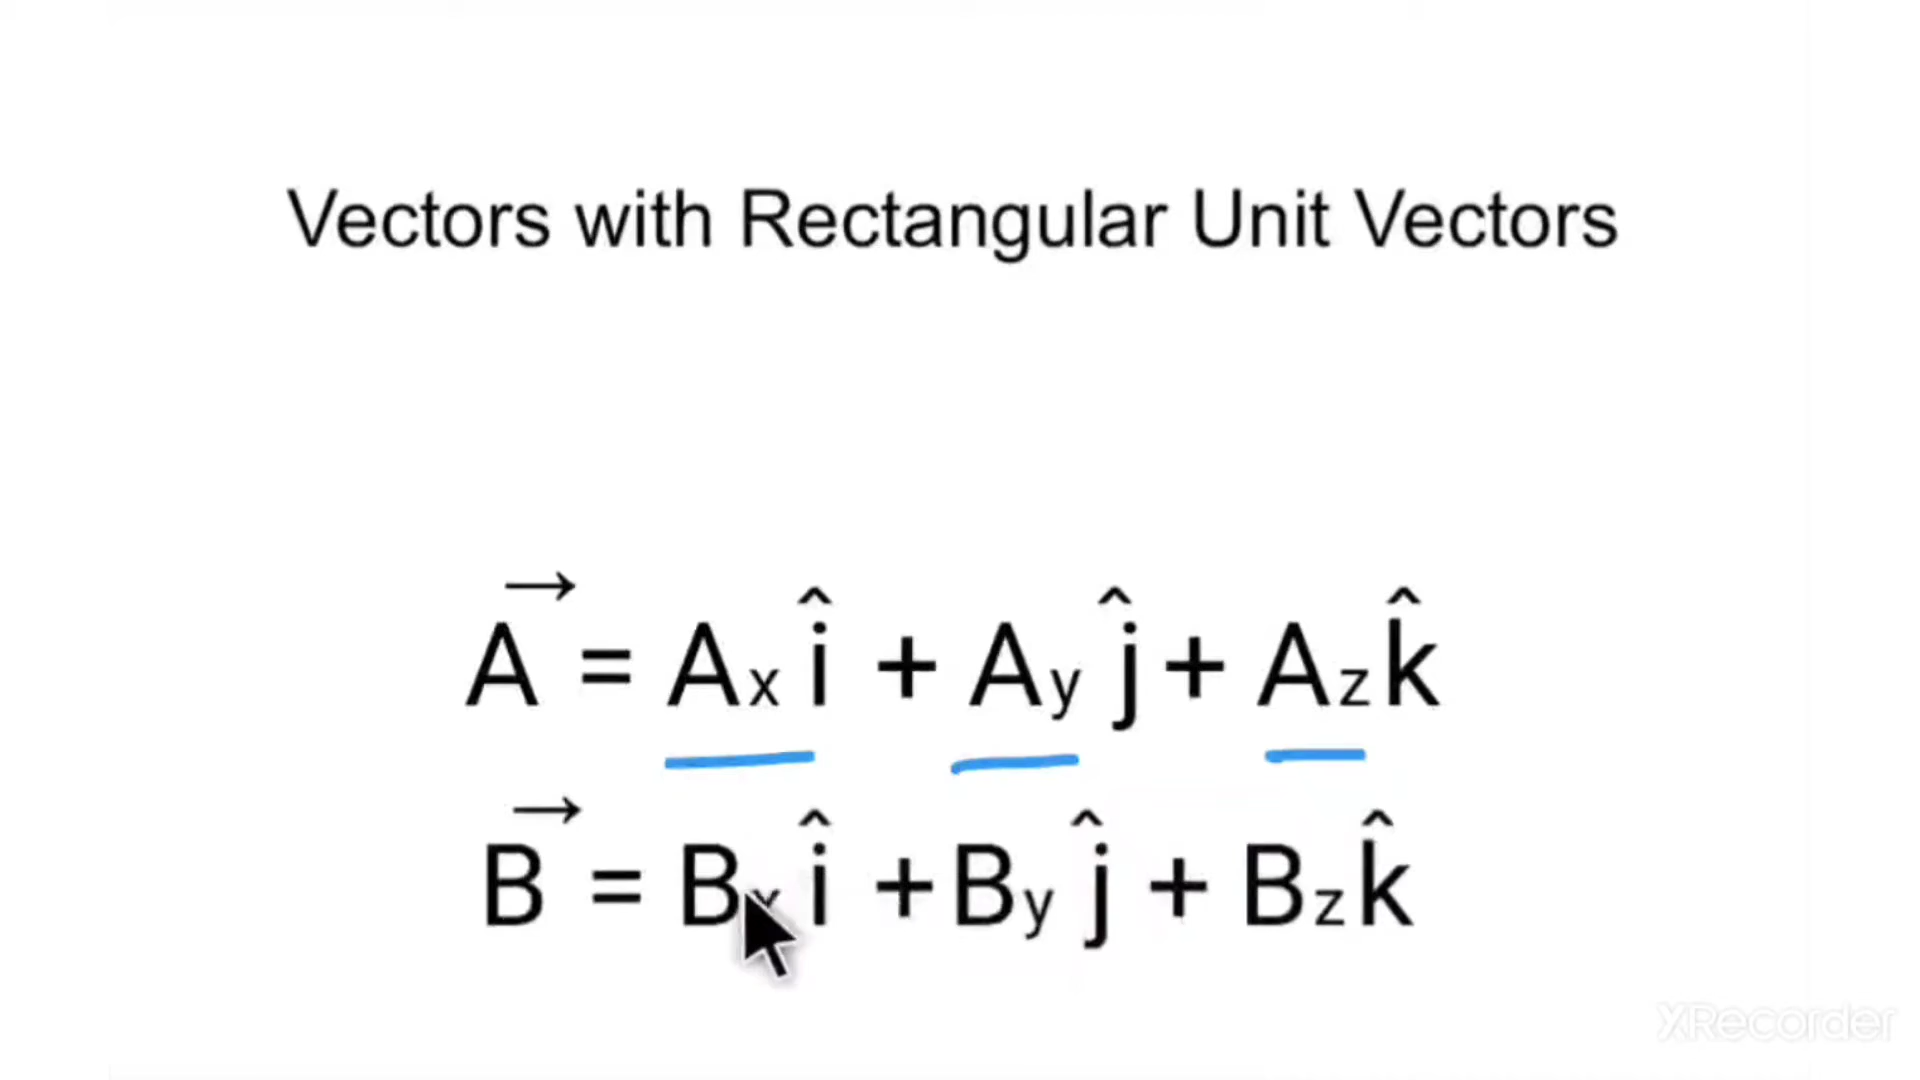 Vectors with Rectangular Unit Vectors
A⃗ = Aₓ î + Aᵧ ĵ + A_z k̂
B⃗ = Bₓ î + Bᵧ ĵ + B_z k̂
XRecorder